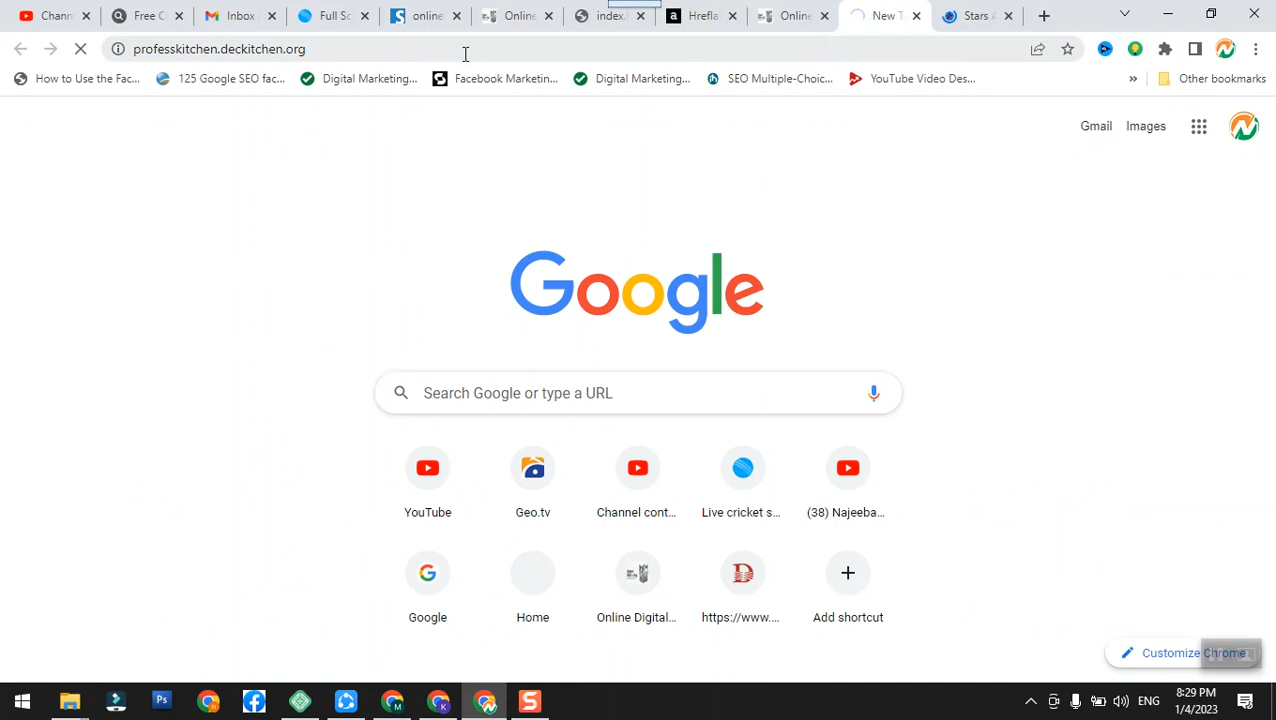 Chann
Free C
Inbox
Full Sc
online
Online
index.
Hrefla
Online
New T
Stars
professkitchen.deckitchen.org
How to Use the Fac...
125 Google SEO fac...
Digital Marketing...
Facebook Marketin...
Digital Marketing...
SEO Multiple-Choic...
YouTube Video Des...
»
Other bookmarks
Gmail
Images
Google
Search Google or type a URL
YouTube
Geo.tv
Channel cont...
Live cricket s...
(38) Najeeba...
Google
Home
Online Digital...
https://www....
Add shortcut
Customize Chrome
ENG
8:29 PM
1/4/2023